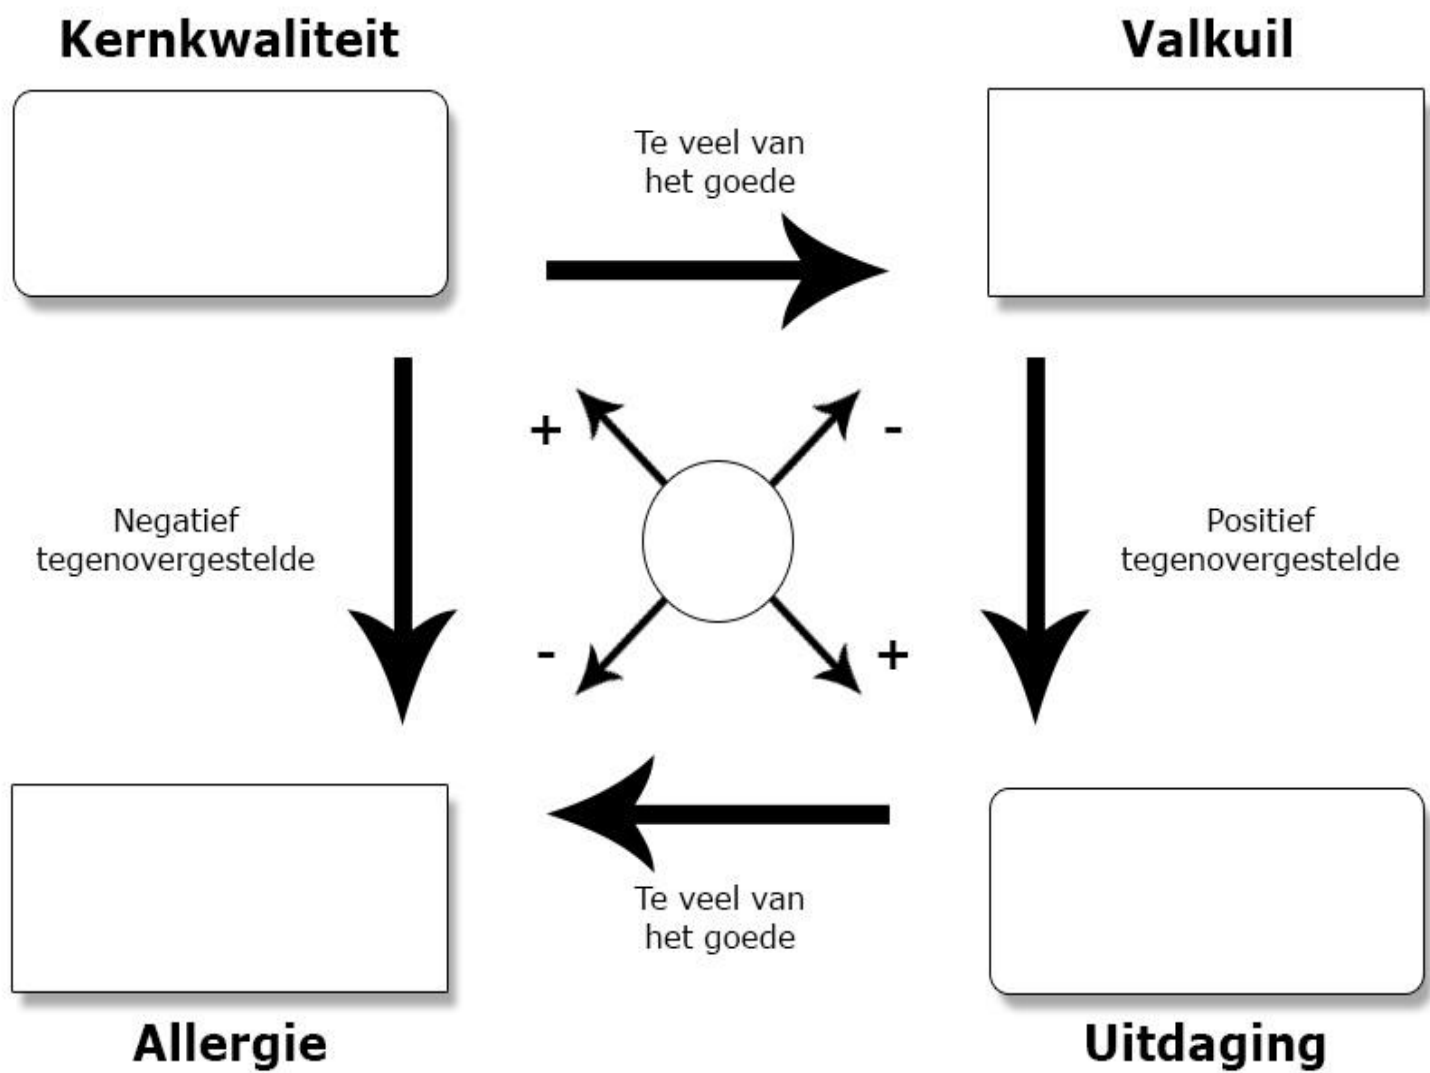 Kernkwaliteit
Valkuil
Te veel van
het goede
+
-
Negatief
tegenovergestelde
Positief
tegenovergestelde
-
+
Te veel van
het goede
Allergie
Uitdaging